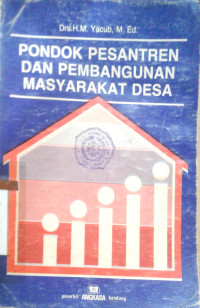 Drs.H.M. Yacub, M. Ed.
PONDOK PESANTREN
DAN PEMBANGUNAN
MASYARAKAT DESA
penerbit ANGKASA bandung